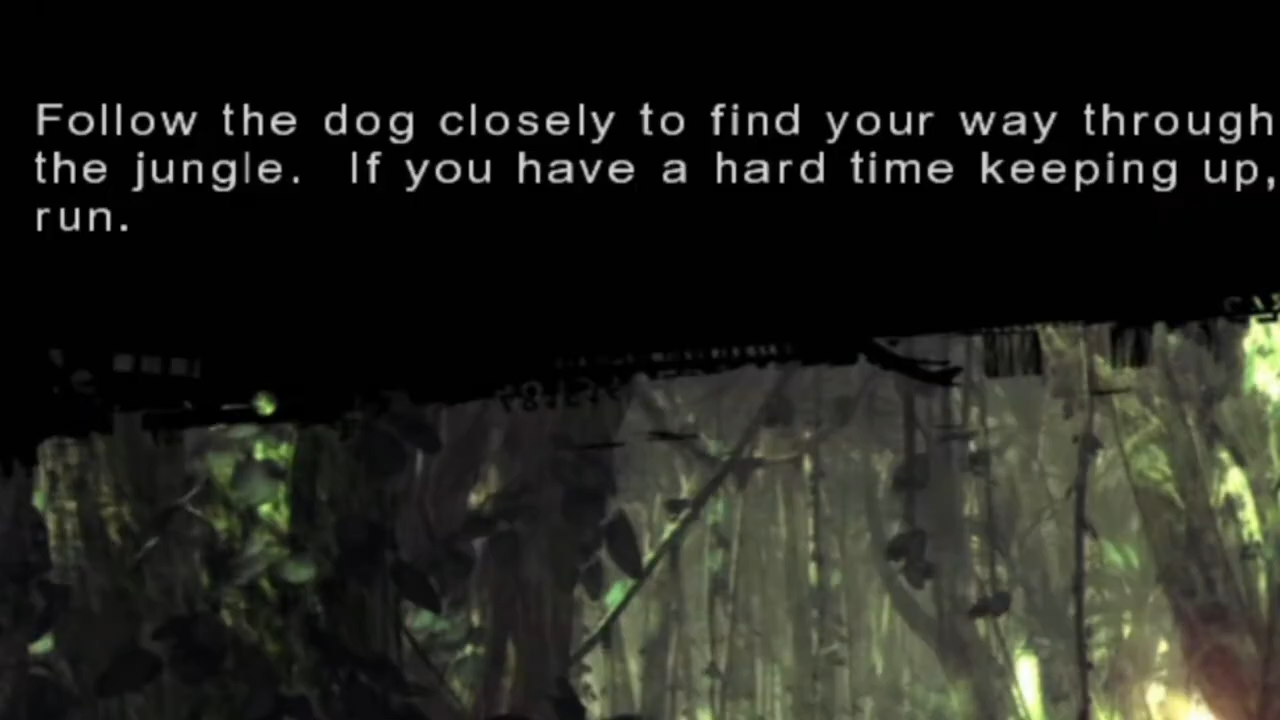 Follow the dog closely to find your way through
the jungle.  If you have a hard time keeping up,
run.